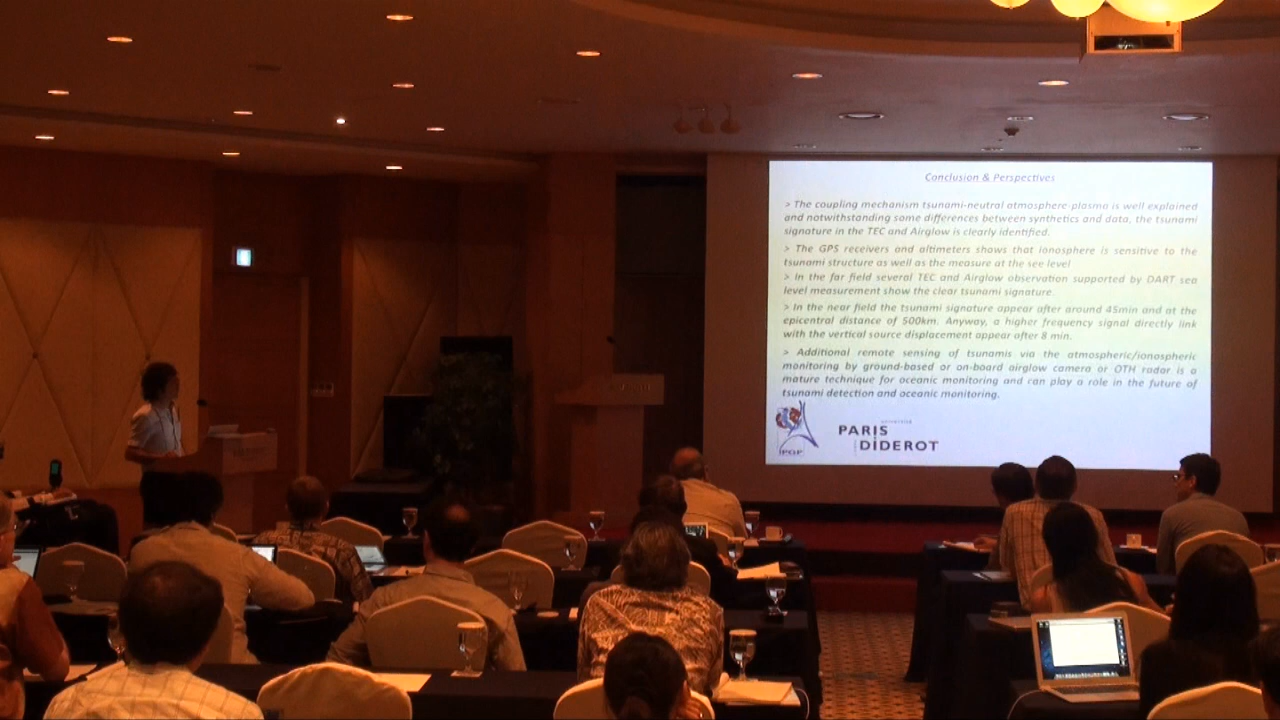 Conclusion & Perspectives
> The coupling mechanism tsunami-neutral atmosphere-plasma is well explained
and notwithstanding some differences between synthetics and data, the tsunami
signature in the TEC and Airglow is clearly identified.
> The GPS receivers and altimeters shows that ionosphere is sensitive to the
tsunami structure as well as the measure at the see level
> In the far field several TEC and Airglow observation supported by DART sea
level measurement show the clear tsunami signature.
> In the near field the tsunami signature appear after around 45min and at the
epicentral distance of 500km. Anyway, a higher frequency signal directly link
with the vertical source displacement appear after 8 min.
> Additional remote sensing of tsunamis via the atmospheric/ionospheric
monitoring by ground-based or on-board airglow camera or OTH radar is a
mature technique for oceanic monitoring and can play a role in the future of
tsunami detection and oceanic monitoring.
IPGP
université
PARIS
DIDEROT